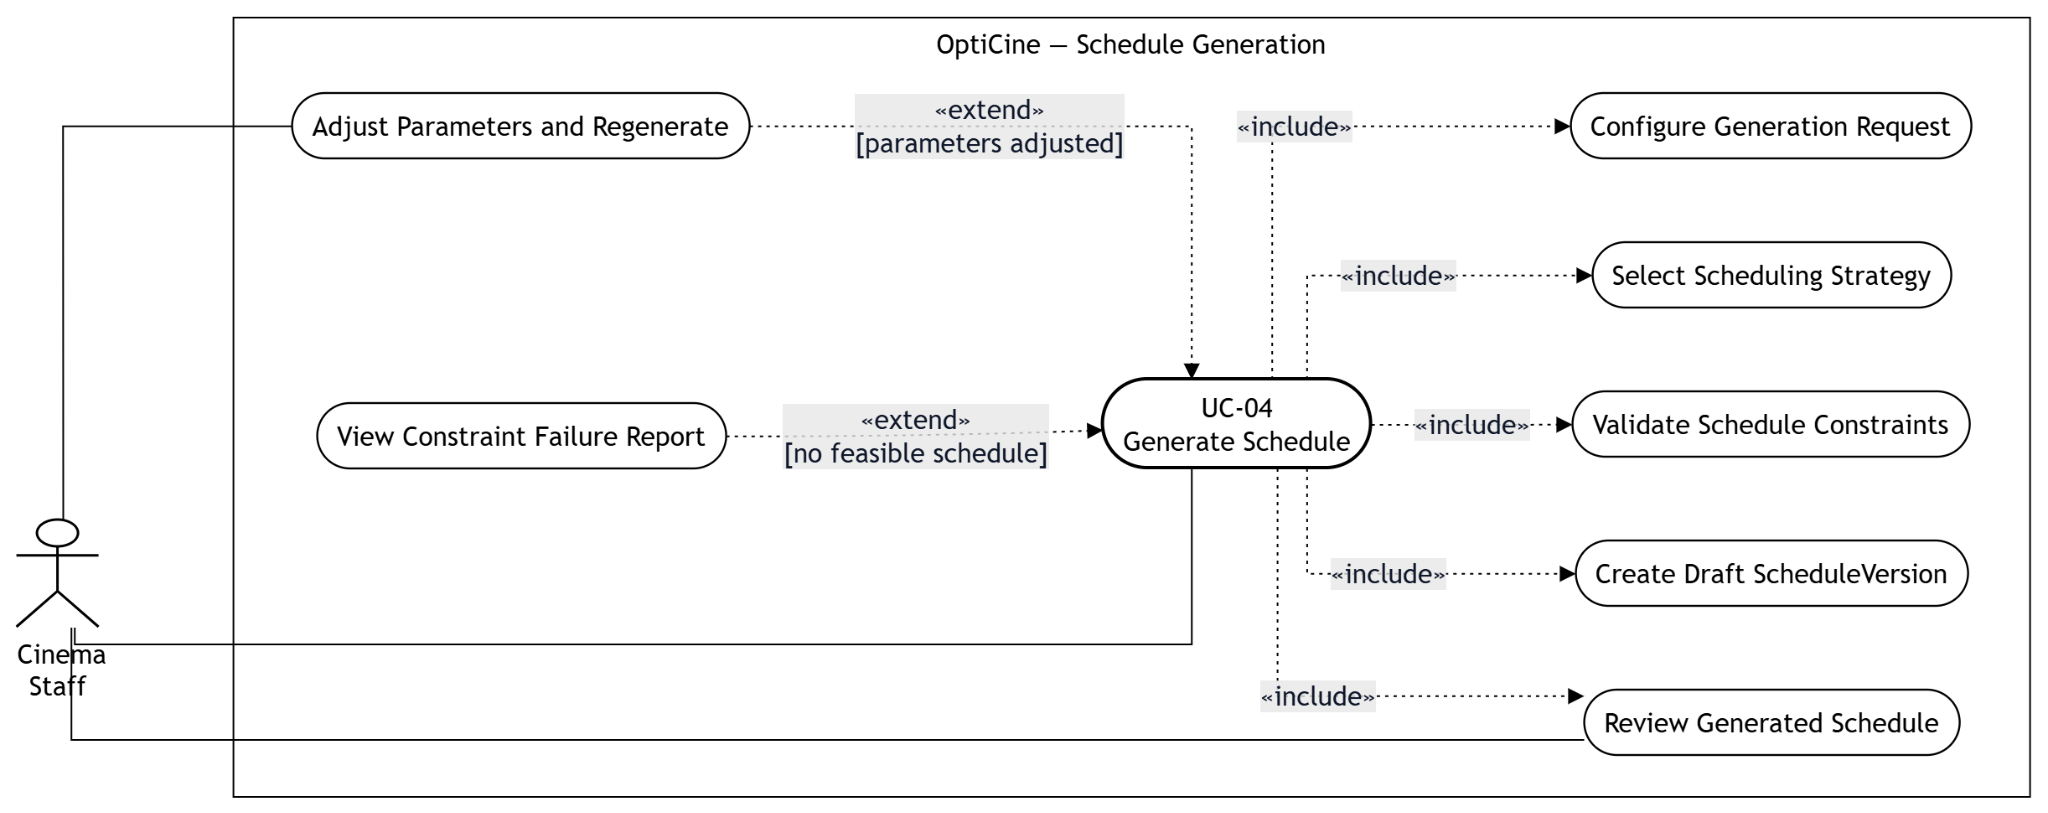 OptiCine — Schedule Generation
Adjust Parameters and Regenerate
«extend»
[parameters adjusted]
«include»
Configure Generation Request
«include»
Select Scheduling Strategy
View Constraint Failure Report
«extend»
[no feasible schedule]
UC-04
Generate Schedule
«include»
Validate Schedule Constraints
«include»
Create Draft ScheduleVersion
Cinema
Staff
«include»
Review Generated Schedule